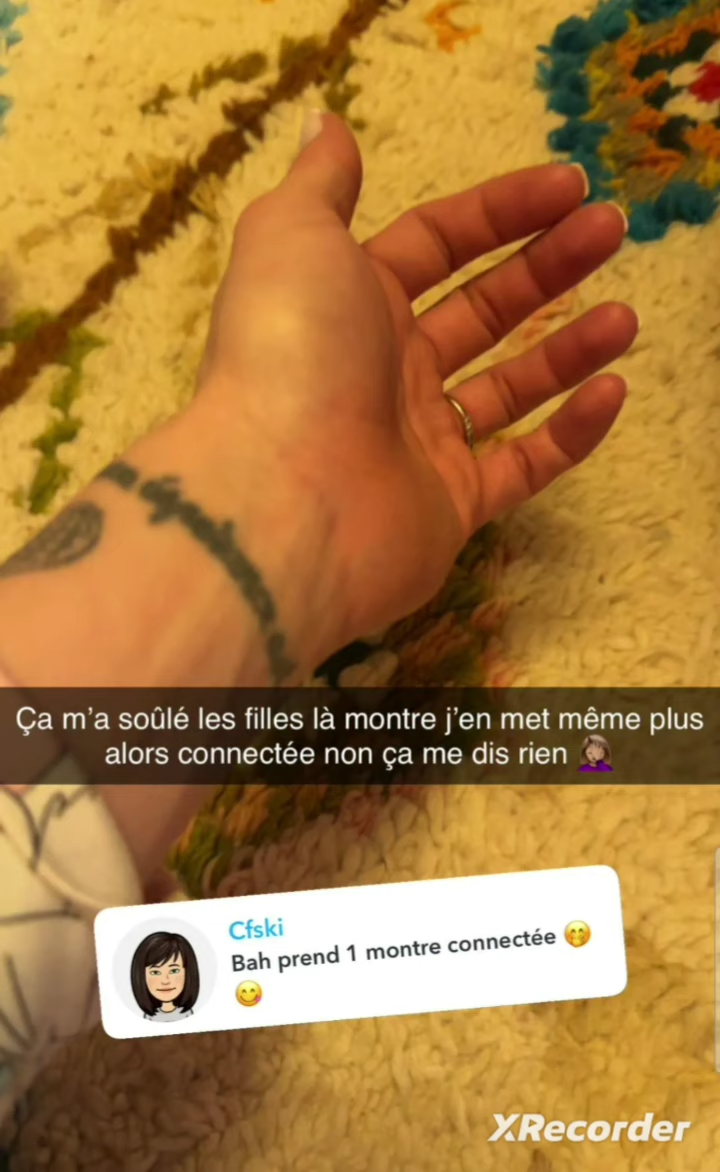 Ça m'a soûlé les filles là montre j'en met même plus
alors connectée non ça me dis rien 🤦🏽‍♀️
Cfski
Bah prend 1 montre connectée 🤭
😋
XRecorder